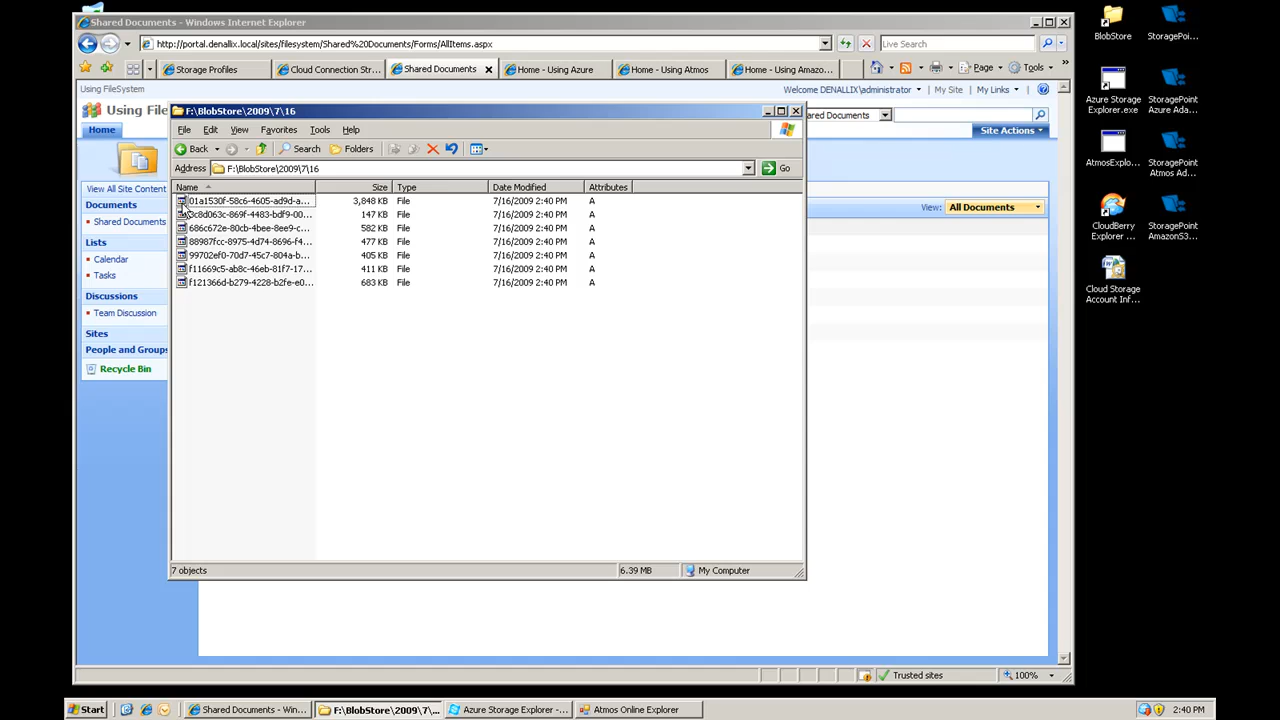 Shared Documents - Windows Internet Explorer
http://portal.denallix.local/sites/filesystem/Shared%20Documents/Forms/AllItems.aspx
Live Search
Storage Profiles
Cloud Connection Str...
Shared Documents
Home - Using Azure
Home - Using Atmos
Home - Using Amazo...
Page
Tools
Using FileSystem
Welcome DENALLIX\administrator
My Site
My Links
Using File
Shared Documents
Home
Site Actions
F:\BlobStore\2009\7\16
File Edit View Favorites Tools Help
Back
Search
Folders
Address
F:\BlobStore\2009\7\16
Go
Name Size Type Date Modified Attributes
01a1530f-58c6-4605-ad9d-a... 3,848 KB File 7/16/2009 2:40 PM A
c8d063c-869f-4483-bdf9-00... 147 KB File 7/16/2009 2:40 PM A
686c672e-80cb-4bee-8ee9-c... 582 KB File 7/16/2009 2:40 PM A
88987fcc-8975-4d74-8696-f4... 477 KB File 7/16/2009 2:40 PM A
99702ef0-70d7-45c7-804a-b... 405 KB File 7/16/2009 2:40 PM A
f11669c5-ab8c-46eb-81f7-17... 411 KB File 7/16/2009 2:40 PM A
f121366d-b279-4228-b2fe-e0... 683 KB File 7/16/2009 2:40 PM A
7 objects
6.39 MB
My Computer
View All Site Content
Documents
Shared Documents
Lists
Calendar
Tasks
Discussions
Team Discussion
Sites
People and Groups
Recycle Bin
View:
All Documents
Trusted sites
100%
BlobStore
StoragePoi...
Azure Storage
Explorer.exe
StoragePoint
Azure Ada...
AtmosExplo...
StoragePoint
Atmos Ad...
CloudBerry
Explorer ...
StoragePoint
AmazonS3...
Cloud Storage
Account Inf...
Start
Shared Documents - Win...
F:\BlobStore\2009\7\...
Azure Storage Explorer -...
Atmos Online Explorer
2:40 PM